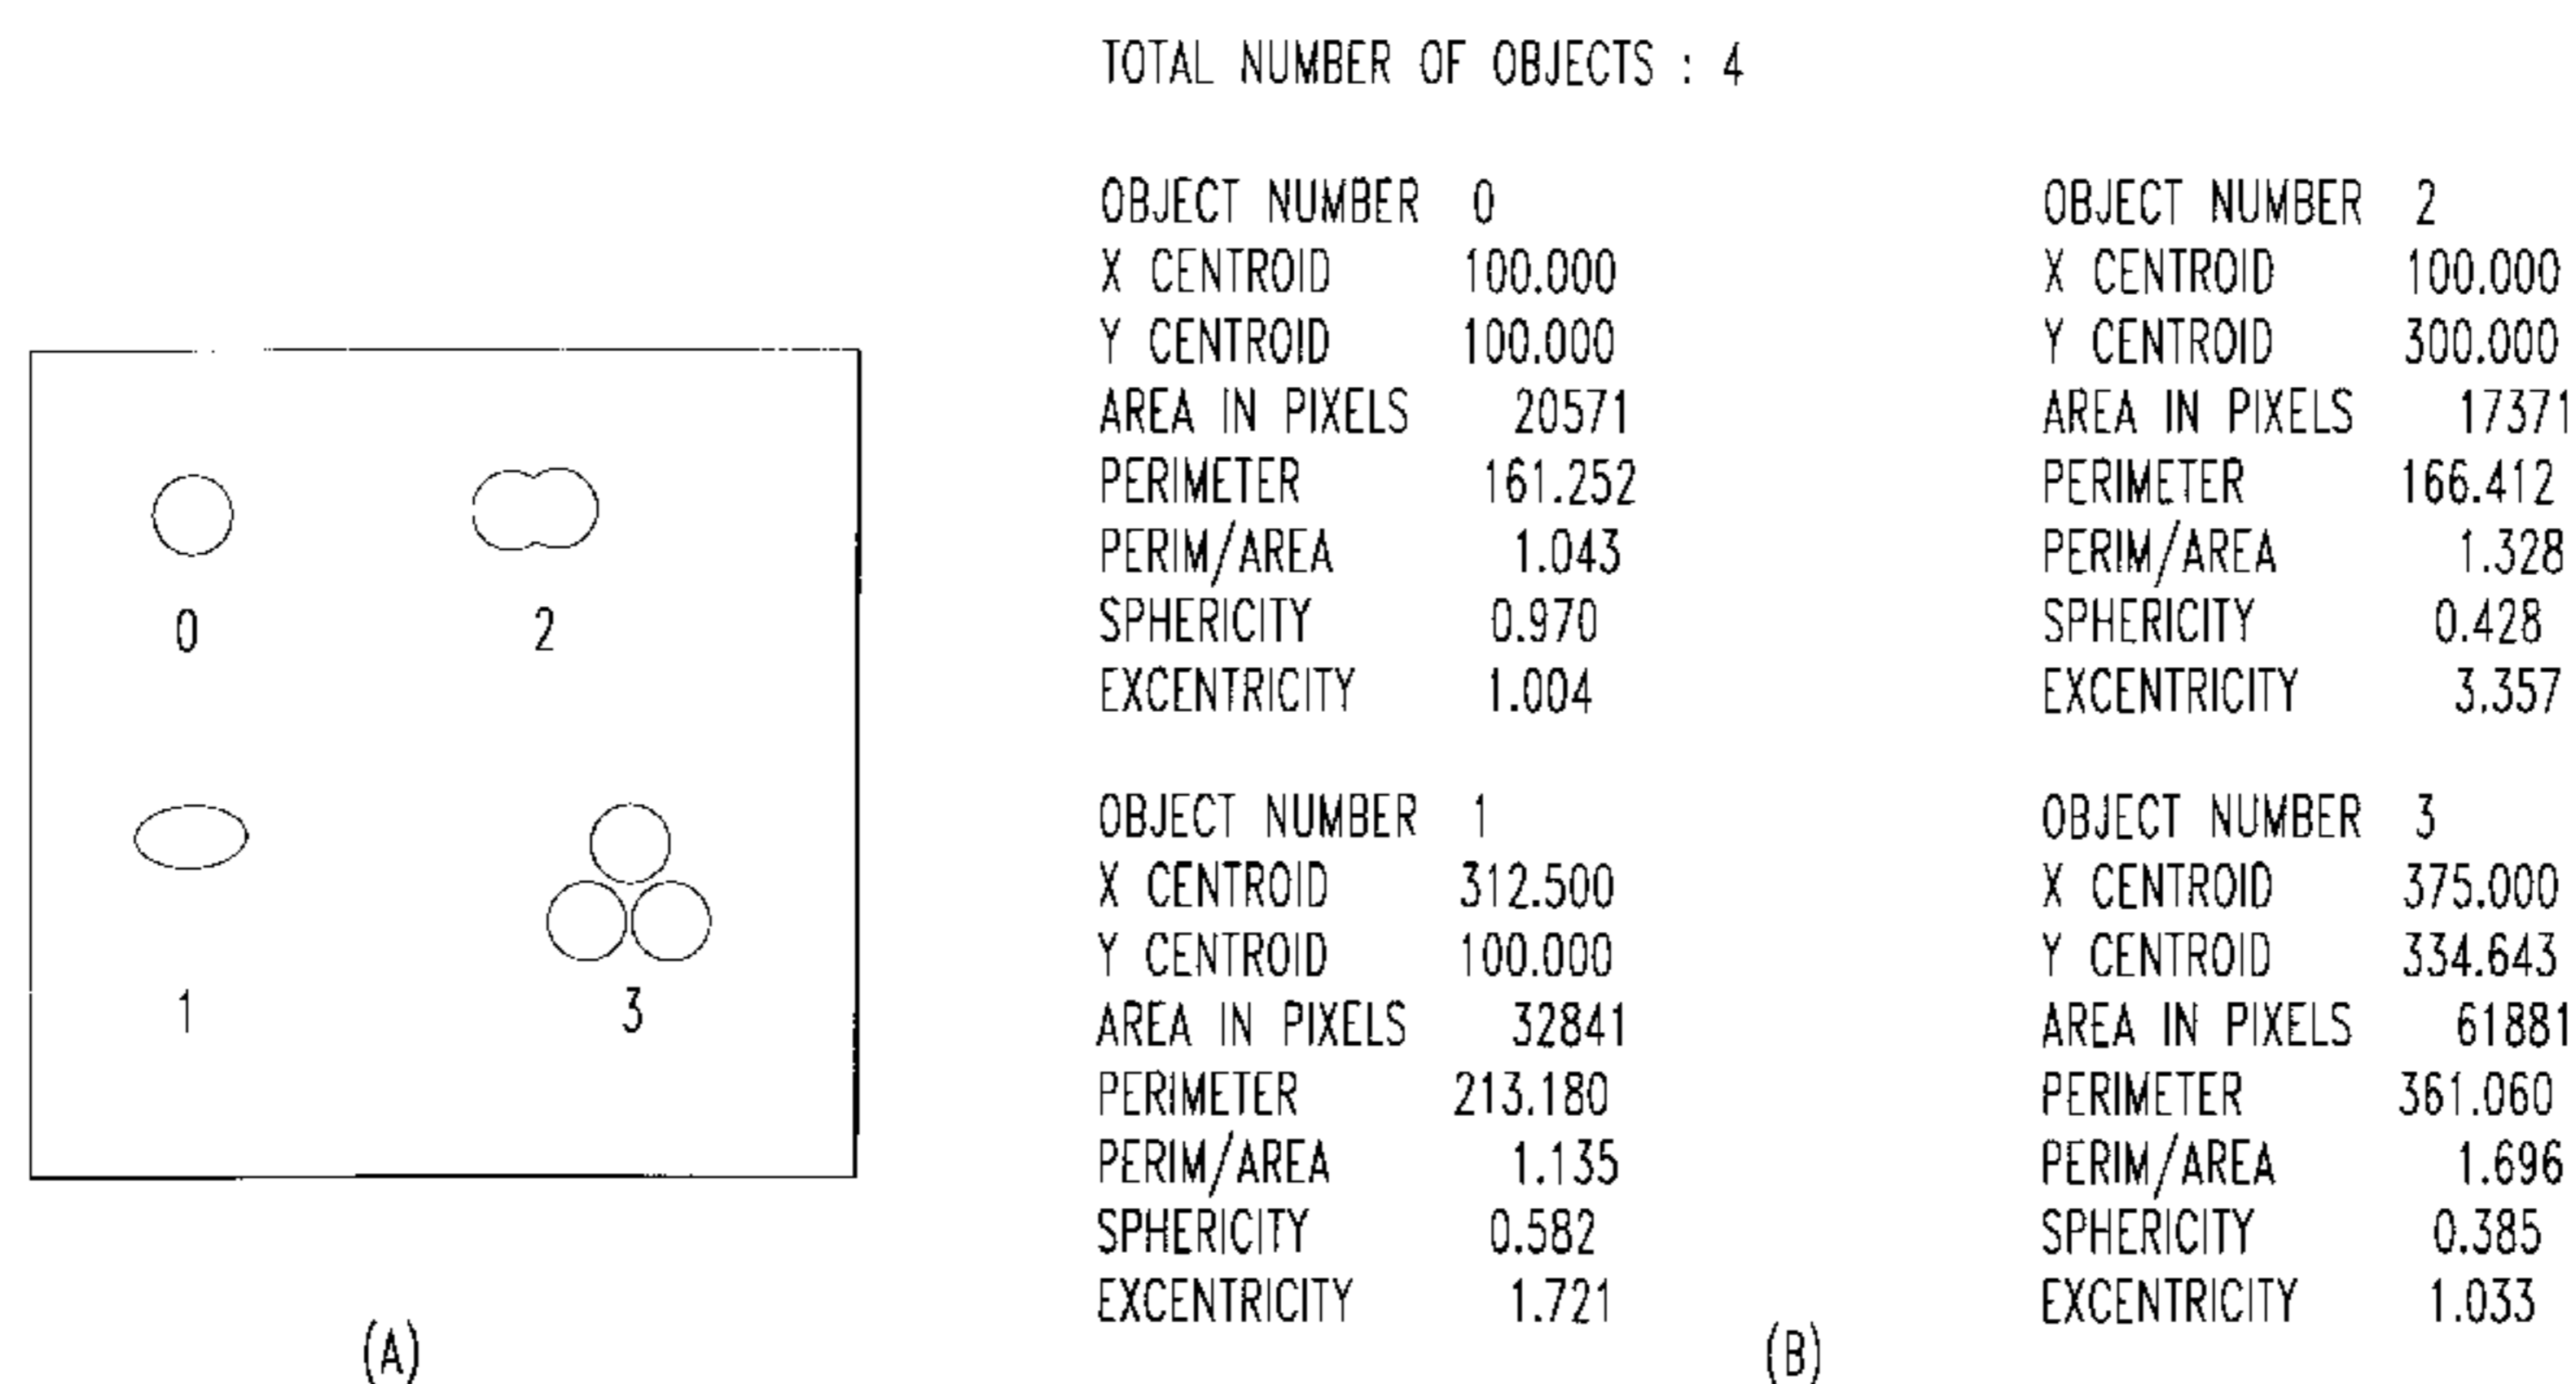 TOTAL NUMBER OF OBJECTS : 4
0
2
1
3
(A)
OBJECT NUMBER 0
X CENTROID 100.000
Y CENTROID 100.000
AREA IN PIXELS 20571
PERIMETER 161.252
PERIM/AREA 1.043
SPHERICITY 0.970
EXCENTRICITY 1.004
OBJECT NUMBER 1
X CENTROID 312.500
Y CENTROID 100.000
AREA IN PIXELS 32841
PERIMETER 213.180
PERIM/AREA 1.135
SPHERICITY 0.582
EXCENTRICITY 1.721
OBJECT NUMBER 2
X CENTROID 100.000
Y CENTROID 300.000
AREA IN PIXELS 17371
PERIMETER 166.412
PERIM/AREA 1.328
SPHERICITY 0.428
EXCENTRICITY 3.357
OBJECT NUMBER 3
X CENTROID 375.000
Y CENTROID 334.643
AREA IN PIXELS 61881
PERIMETER 361.060
PERIM/AREA 1.696
SPHERICITY 0.385
EXCENTRICITY 1.033
(B)